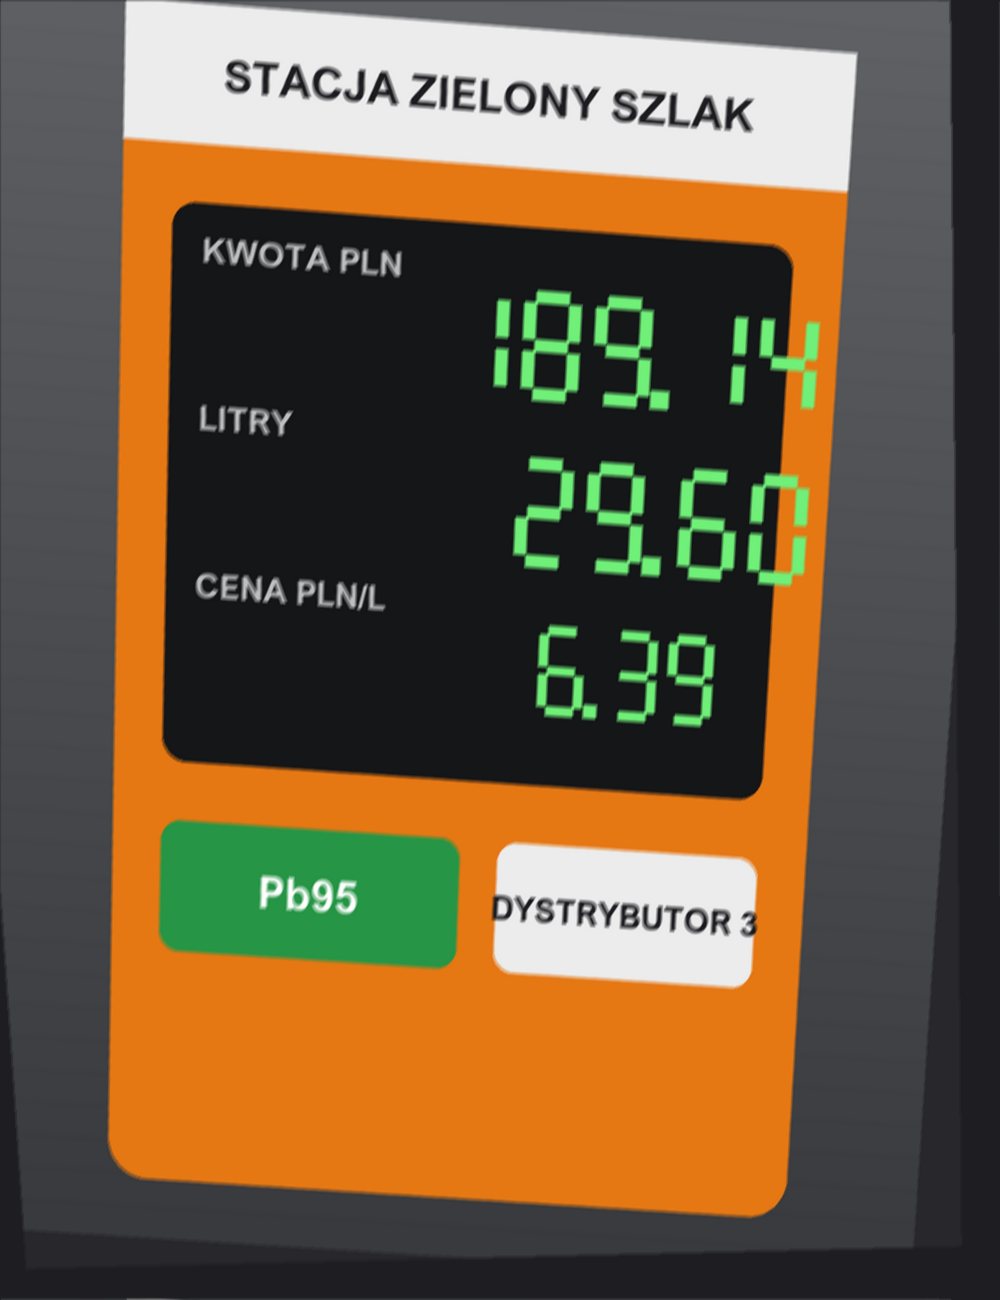 STACJA ZIELONY SZLAK
KWOTA PLN
189.14
LITRY
29.60
CENA PLN/L
6.39
Pb95
DYSTRYBUTOR 3